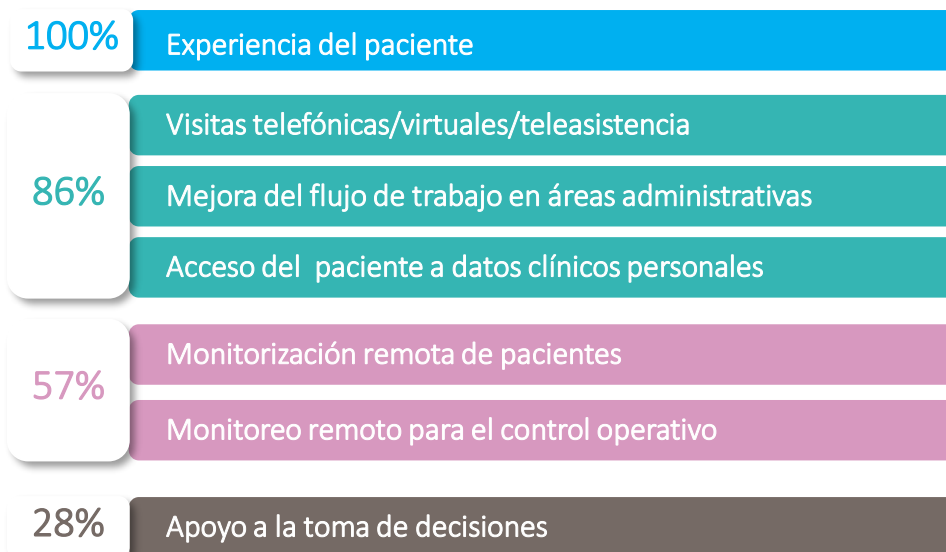 100%
Experiencia del paciente
Visitas telefónicas/virtuales/teleasistencia
86%
Mejora del flujo de trabajo en áreas administrativas
Acceso del  paciente a datos clínicos personales
Monitorización remota de pacientes
57%
Monitoreo remoto para el control operativo
28%
Apoyo a la toma de decisiones